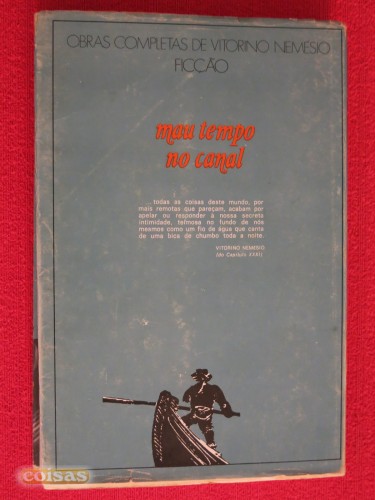 OBRAS COMPLETAS DE VITORINO NEMÉSIO
FICÇÃO
mau tempo
no canal
... todas as coisas deste mundo, por
mais remotas que pareçam, acabam por
apelar ou responder à nossa secreta
intimidade, teimosa no fundo de nós
mesmos como um fio de água que canta
de uma bica de chumbo toda a noite.
VITORINO NEMÉSIO
(do Capítulo XXXI)
coisas